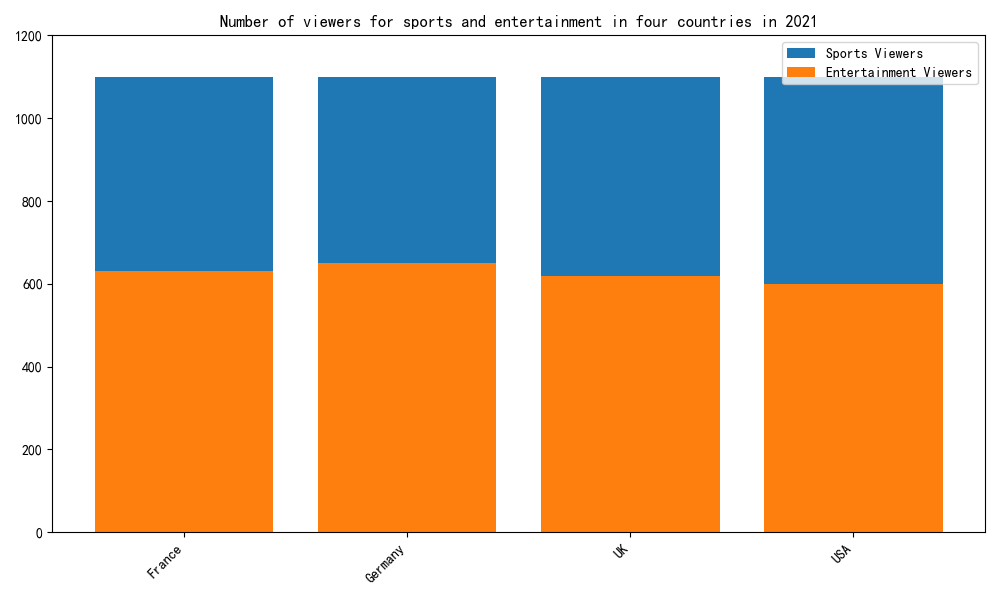 Number of viewers for sports and entertainment in four countries in 2021
1200
1000
800
600
400
200
0
Sports Viewers
Entertainment Viewers
France
Germany
UK
USA